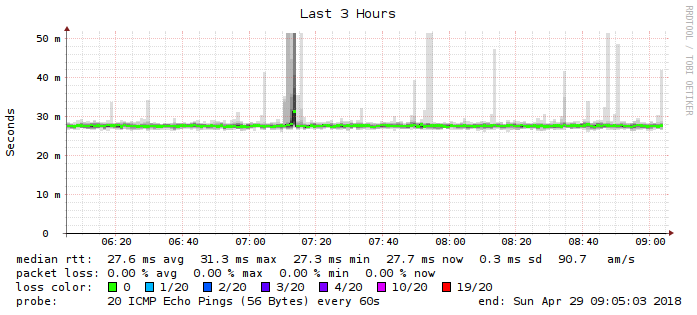 Last 3 Hours
RRDTOOL / TOBI OETIKER
Seconds
50 m
40 m
30 m
20 m
10 m
0
06:20 06:40 07:00 07:20 07:40 08:00 08:20 08:40 09:00
median rtt: 27.6 ms avg 31.3 ms max 27.3 ms min 27.7 ms now 0.3 ms sd 90.7 am/s
packet loss: 0.00 % avg 0.00 % max 0.00 % min 0.00 % now
loss color: 0 1/20 2/20 3/20 4/20 10/20 19/20
probe: 20 ICMP Echo Pings (56 Bytes) every 60s end: Sun Apr 29 09:05:03 2018